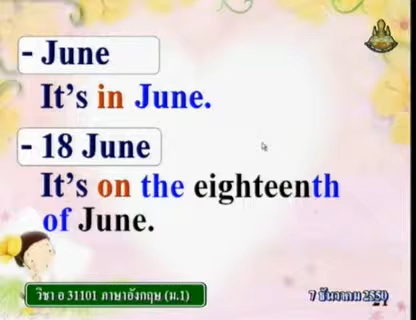 - June
It's in June.
- 18 June
It's on the eighteenth
of June.
วิชา อ 31101 ภาษาอังกฤษ (ม.1)
7 ธันวาคม 2550